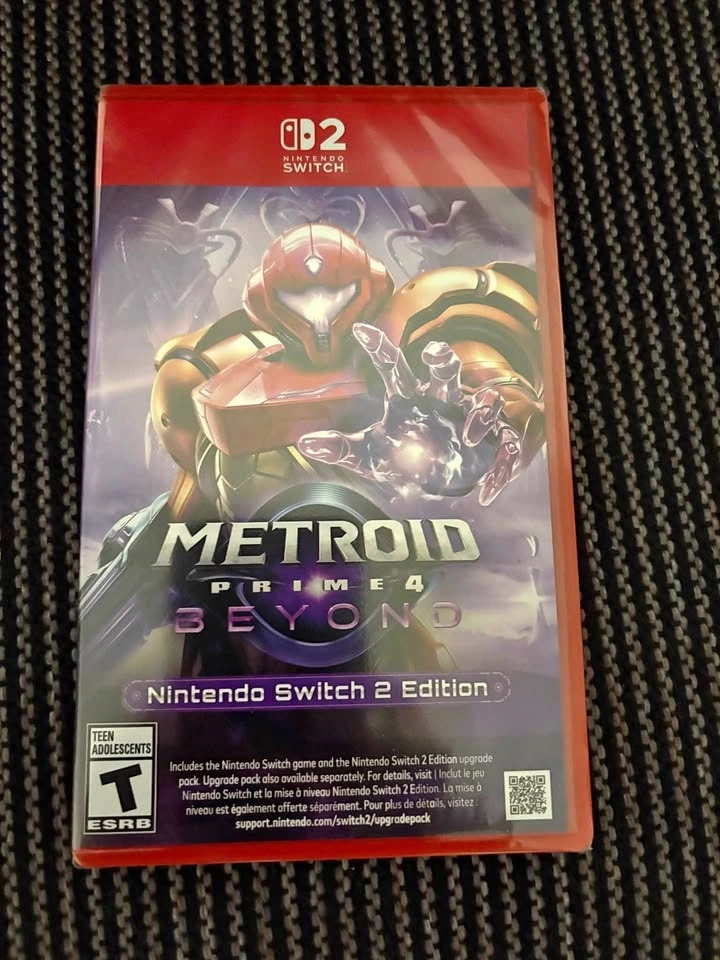 2
NINTENDO
SWITCH
METROID
PRIME 4
BEYOND
Nintendo Switch 2 Edition
TEEN
ADOLESCENTS
T
ESRB
Includes the Nintendo Switch game and the Nintendo Switch 2 Edition upgrade
pack. Upgrade pack also available separately. For details, visit | Inclut le jeu
Nintendo Switch et la mise à niveau Nintendo Switch 2 Edition. La mise à
niveau est également offerte séparément. Pour plus de détails, visitez :
support.nintendo.com/switch2/upgradepack